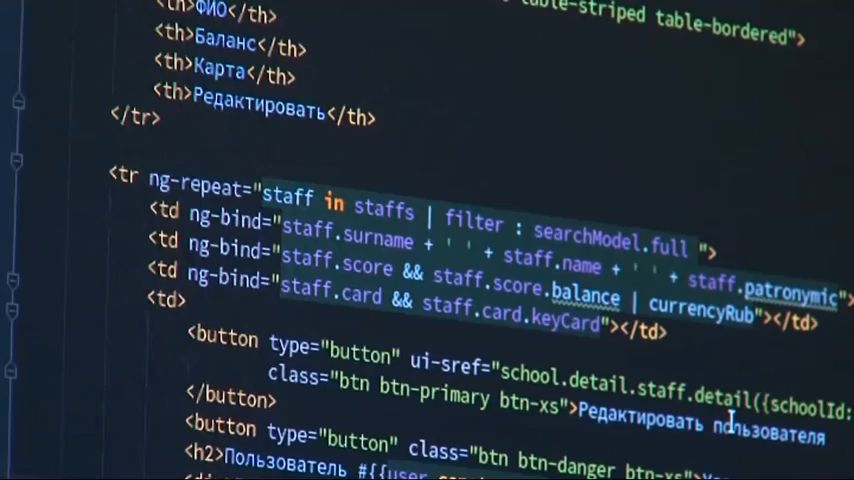 table-striped table-bordered">
<th>ФИО</th>
<th>Баланс</th>
<th>Карта</th>
<th>Редактировать</th>
</tr>
<tr ng-repeat="staff in staffs | filter : searchModel.full ">
<td ng-bind="staff.surname + ' ' + staff.name + ' ' + staff.patronymic">
<td ng-bind="staff.score && staff.score.balance | currencyRub"></td>
<td ng-bind="staff.card && staff.card.keyCard"></td>
<td>
<button type="button" ui-sref="school.detail.staff.detail({schoolId:
class="btn btn-primary btn-xs">Редактировать пользователя
</button>
<button type="button" class="btn btn-danger btn-xs">
<h2>Пользователь #{{user